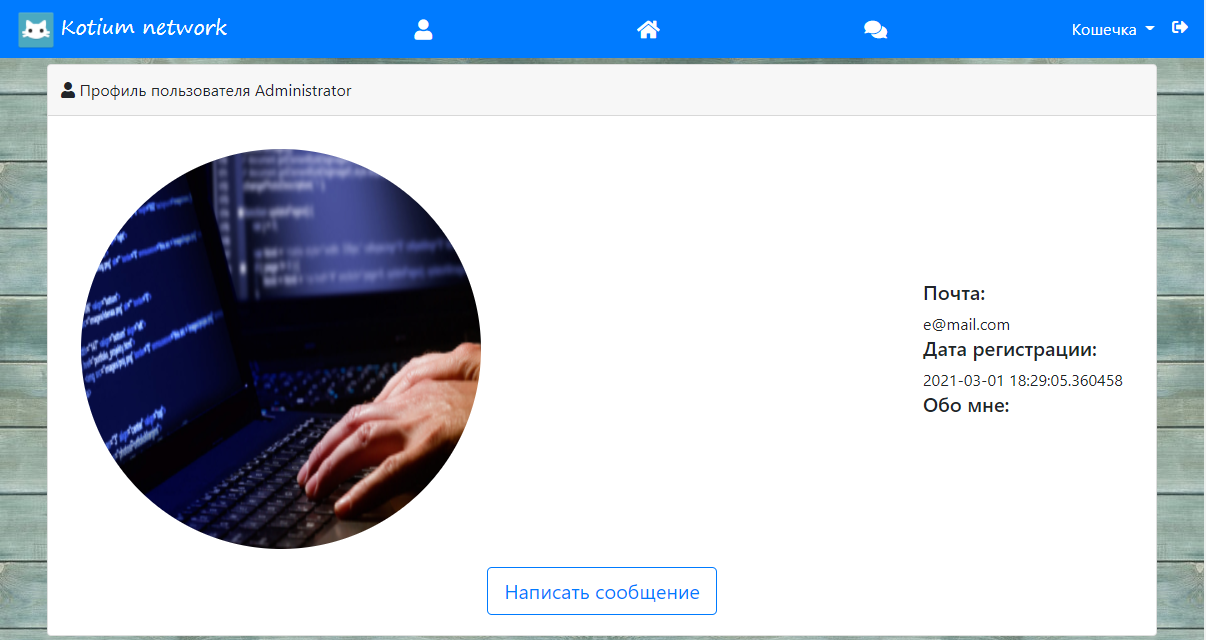 Kotium network
Кошечка
Профиль пользователя Administrator
Почта:
e@mail.com
Дата регистрации:
2021-03-01 18:29:05.360458
Обо мне:
Написать сообщение